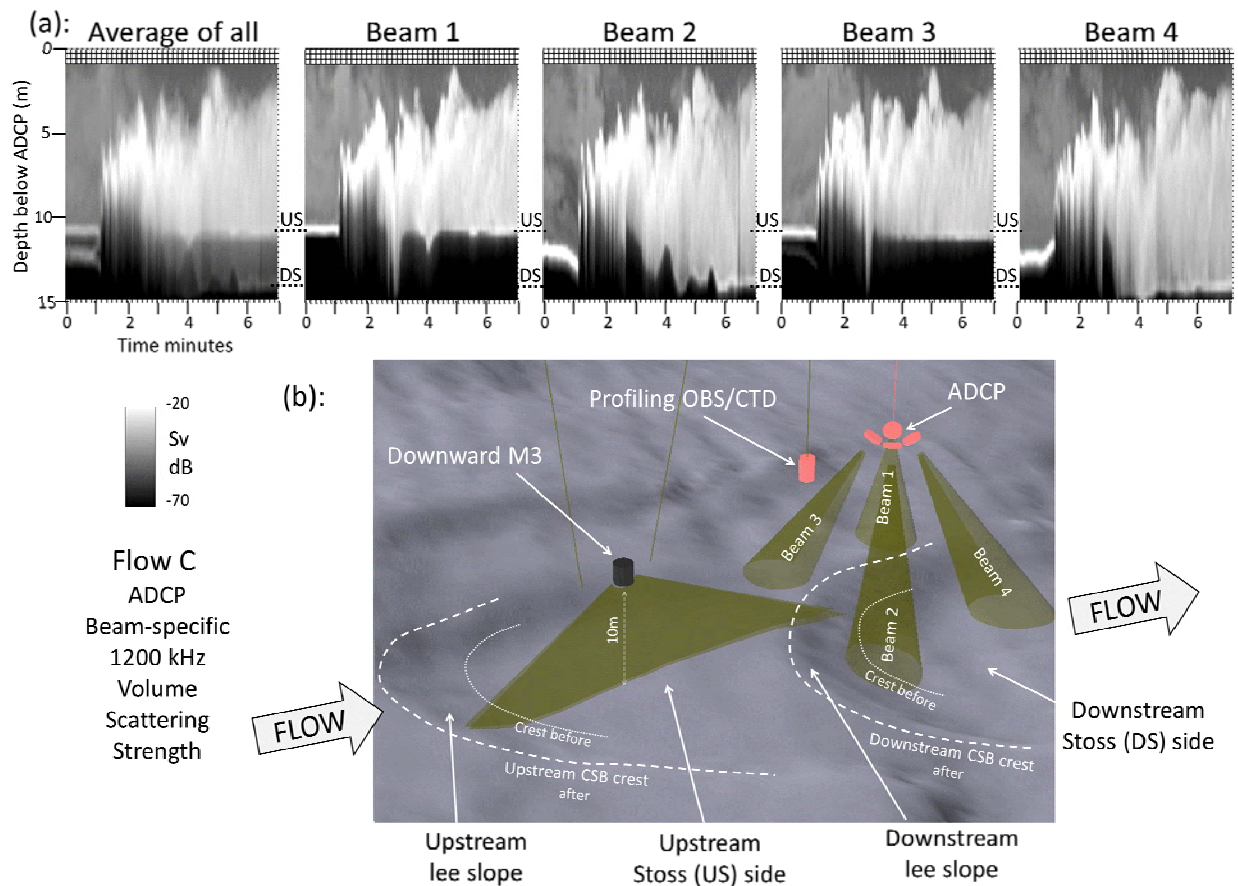 (a):
Average of all
Beam 1
Beam 2
Beam 3
Beam 4
Depth below ADCP (m)
0
5
10
15
US
DS
US
DS
US
DS
US
DS
0 2 4 6
0 2 4 6
0 2 4 6
0 2 4 6
0 2 4 6
Time minutes
-20
Sv
dB
-70
Flow C
ADCP
Beam-specific
1200 kHz
Volume
Scattering
Strength
FLOW
(b):
Profiling OBS/CTD
ADCP
Downward M3
Beam 3
Beam 1
Beam 2
Beam 4
10m
FLOW
Crest before
Crest before
Upstream CSB crest
after
Downstream CSB crest
after
Downstream
Stoss (DS) side
Upstream
lee slope
Upstream
Stoss (US) side
Downstream
lee slope